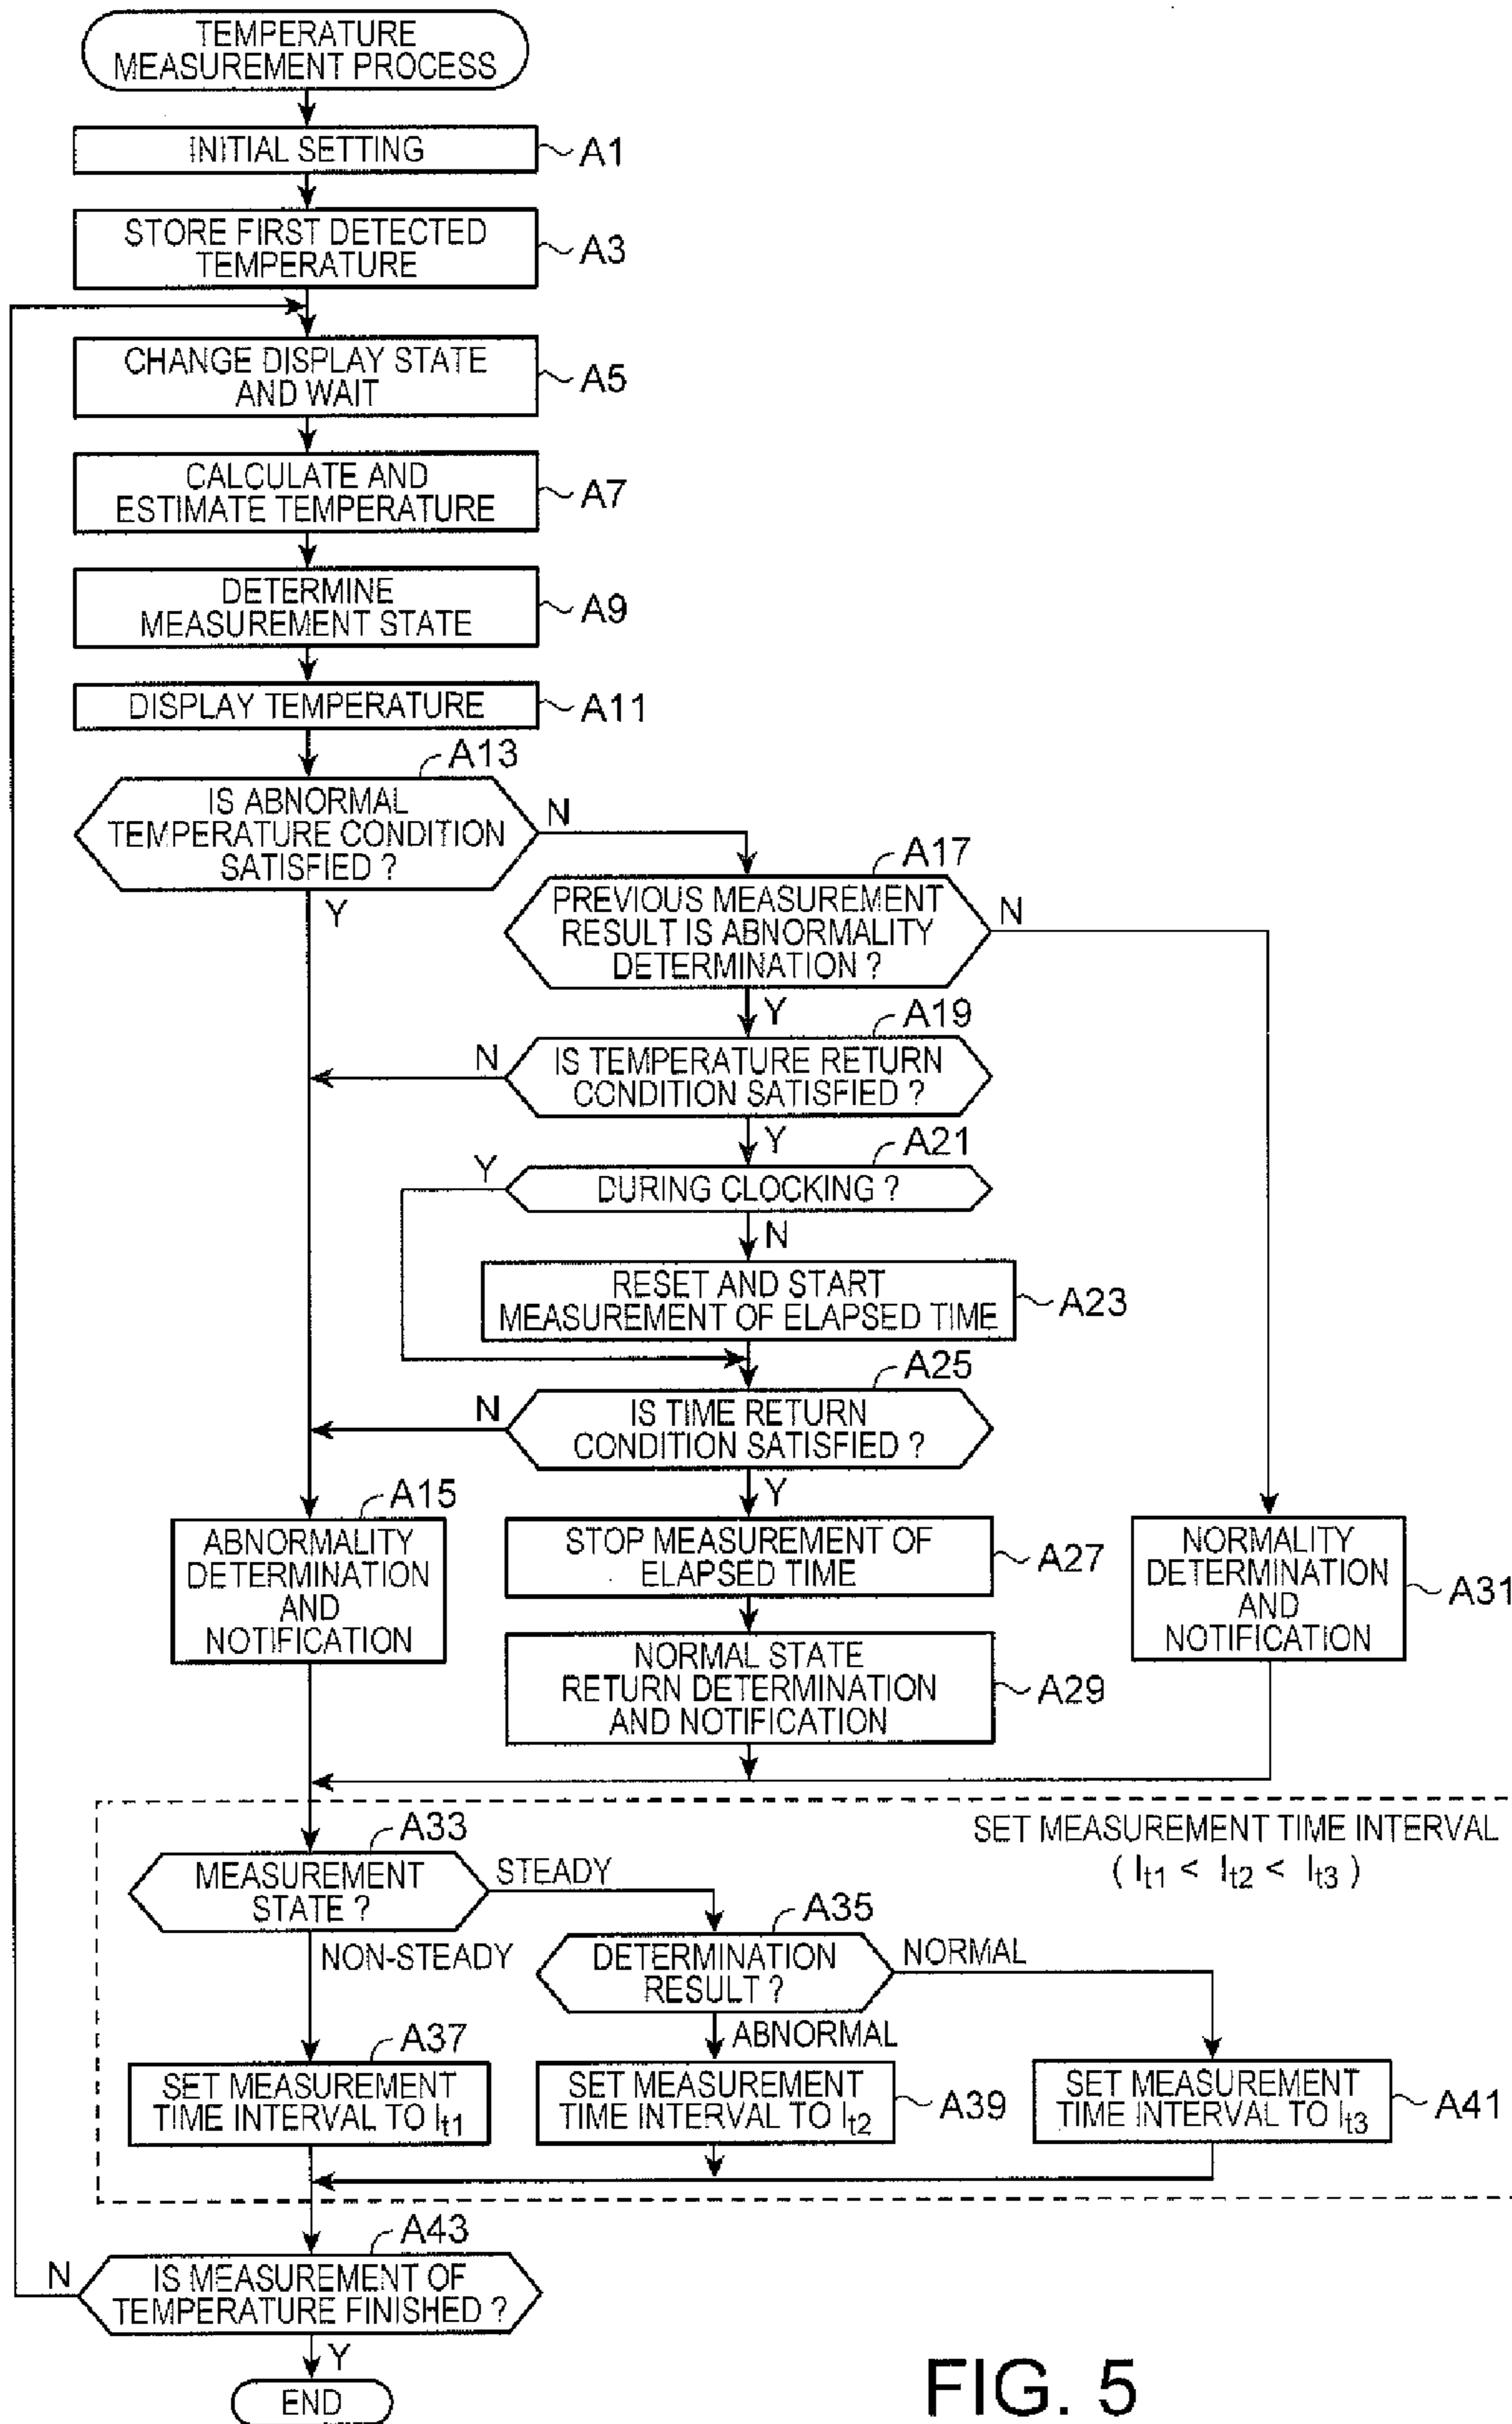 TEMPERATURE
MEASUREMENT PROCESS
INITIAL SETTING
A1
STORE FIRST DETECTED
TEMPERATURE
A3
CHANGE DISPLAY STATE
AND WAIT
A5
CALCULATE AND
ESTIMATE TEMPERATURE
A7
DETERMINE
MEASUREMENT STATE
A9
DISPLAY TEMPERATURE
A11
A13
IS ABNORMAL
TEMPERATURE CONDITION
SATISFIED ?
N
Y
A17
PREVIOUS MEASUREMENT
RESULT IS ABNORMALITY
DETERMINATION ?
N
Y
A19
IS TEMPERATURE RETURN
CONDITION SATISFIED ?
N
Y
A21
DURING CLOCKING ?
Y
N
RESET AND START
MEASUREMENT OF ELAPSED TIME
A23
A25
IS TIME RETURN
CONDITION SATISFIED ?
N
Y
A15
ABNORMALITY
DETERMINATION
AND
NOTIFICATION
STOP MEASUREMENT OF
ELAPSED TIME
A27
NORMAL STATE
RETURN DETERMINATION
AND NOTIFICATION
A29
NORMALITY
DETERMINATION
AND
NOTIFICATION
A31
SET MEASUREMENT TIME INTERVAL
( It1 < It2 < It3 )
A33
MEASUREMENT
STATE ?
STEADY
NON-STEADY
A35
DETERMINATION
RESULT ?
NORMAL
ABNORMAL
A37
SET MEASUREMENT
TIME INTERVAL TO It1
SET MEASUREMENT
TIME INTERVAL TO It2
A39
SET MEASUREMENT
TIME INTERVAL TO It3
A41
A43
IS MEASUREMENT OF
TEMPERATURE FINISHED ?
N
Y
END
FIG. 5